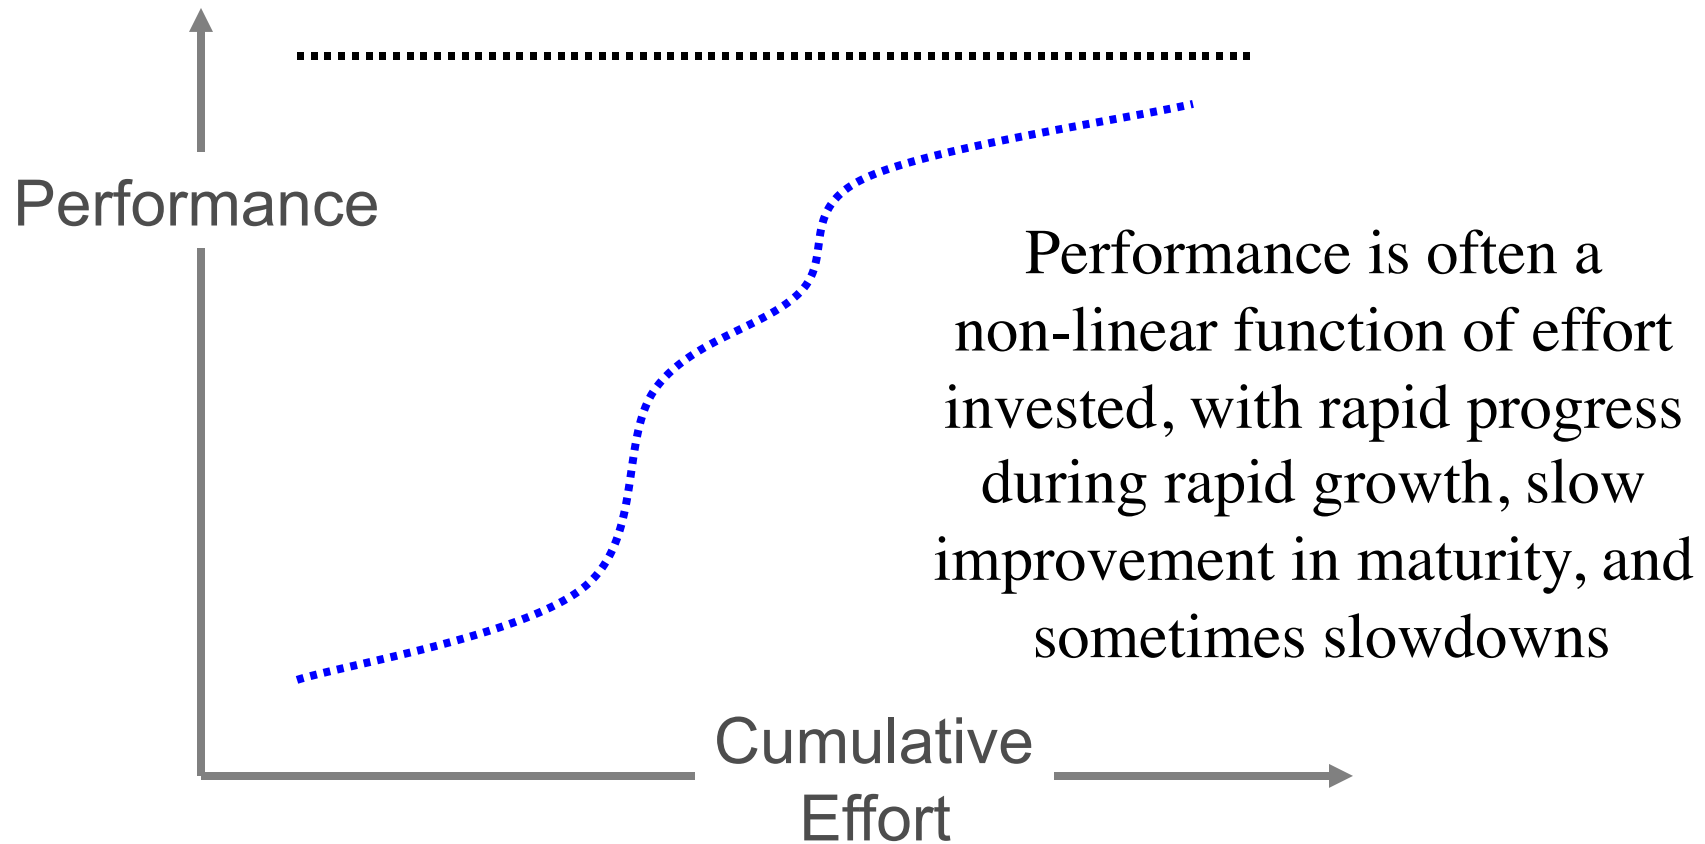 Performance
Performance is often a
non-linear function of effort
invested, with rapid progress
during rapid growth, slow
improvement in maturity, and
sometimes slowdowns
Cumulative
Effort